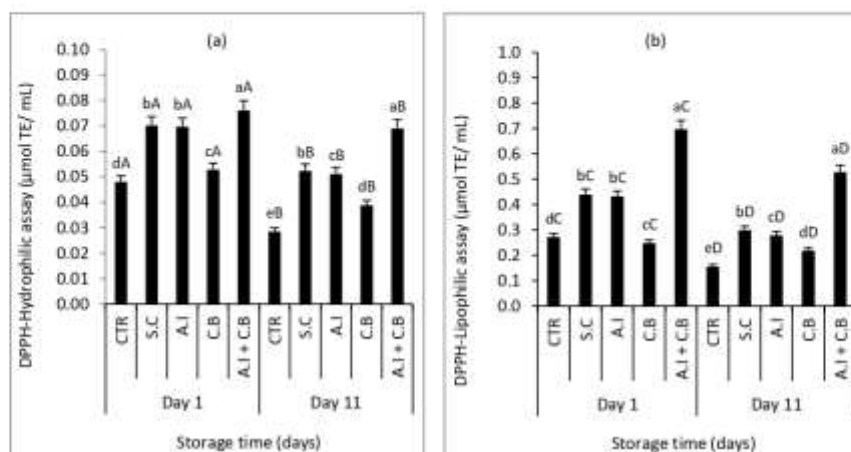 (a)
DPPH-Hydrophilic assay (µmol TE/ mL)
0.10
0.09
0.08
0.07
0.06
0.05
0.04
0.03
0.02
0.01
0.00
dA
bA
bA
cA
aA
eB
bB
cB
dB
aB
CTR
S.C
A.I
C.B
A.I + C.B
CTR
S.C
A.I
C.B
A.I + C.B
Day 1
Day 11
Storage time (days)
(b)
DPPH-Lipophilic assay (µmol TE/ mL)
1.0
0.9
0.8
0.7
0.6
0.5
0.4
0.3
0.2
0.1
0.0
dC
bC
bC
cC
aC
eD
bD
cD
dD
aD
CTR
S.C
A.I
C.B
A.I + C.B
CTR
S.C
A.I
C.B
A.I + C.B
Day 1
Day 11
Storage time (days)